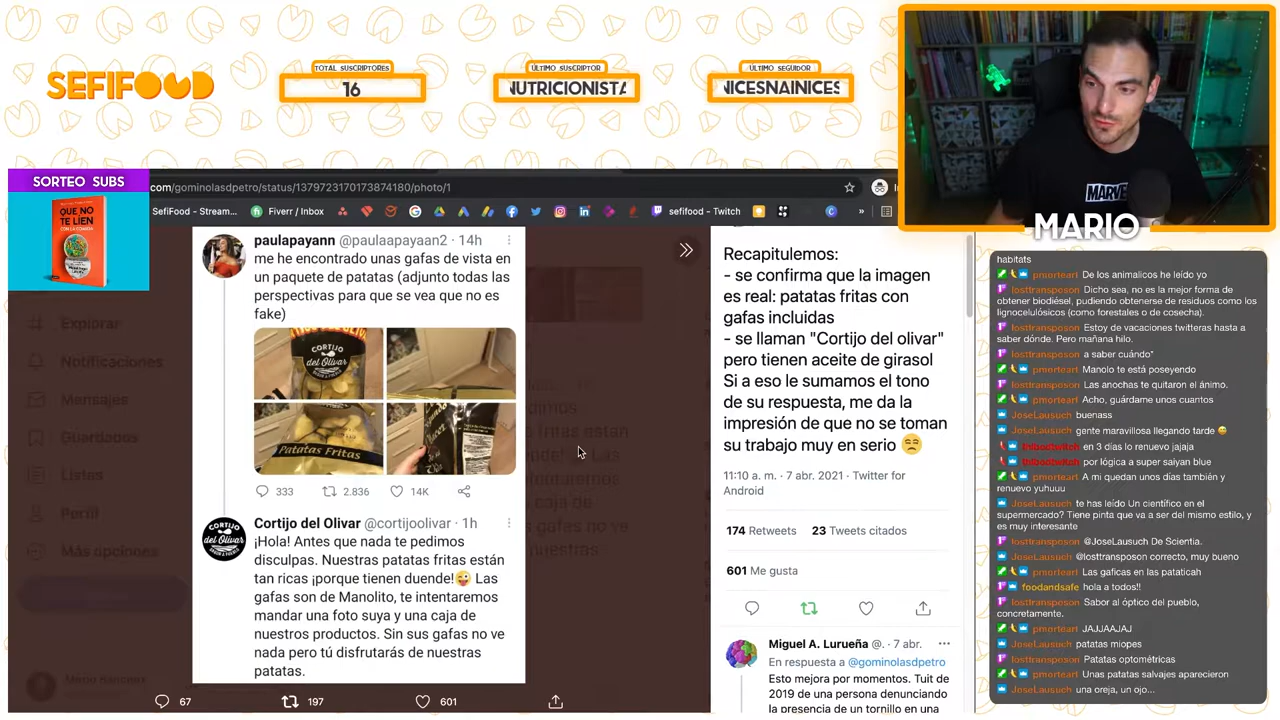 SEFIFOOD
TOTAL SUSCRIPTORES
16
ÚLTIMO SUSCRIPTOR
NUTRICIONISTA
ÚLTIMO SEGUIDOR
NICESNAINICES
SORTEO SUBS
QUE NO
TE LÍEN
CON LA COMIDA
com/gominolasdpetro/status/1379723170173874180/photo/1
SefiFood - Stream...
Fiverr / Inbox
sefifood - Twitch
»
MARVEL
MARIO
Explorar
Notificaciones
Mensajes
Guardados
Listas
Perfil
Más opciones
paulapayann @paulaapayaan2 · 14h
me he encontrado unas gafas de vista en
un paquete de patatas (adjunto todas las
perspectivas para que se vea que no es
fake)
CORTIJO
del OLIVAR
Patatas Fritas
333
2.836
14K
Cortijo del Olivar @cortijoolivar · 1h
CORTIJO
del OLIVAR
¡Hola! Antes que nada te pedimos
disculpas. Nuestras patatas fritas están
tan ricas ¡porque tienen duende!😜 Las
gafas son de Manolito, te intentaremos
mandar una foto suya y una caja de
nuestros productos. Sin sus gafas no ve
nada pero tú disfrutarás de nuestras
patatas.
67
197
601
Recapitulemos:
- se confirma que la imagen
es real: patatas fritas con
gafas incluidas
- se llaman "Cortijo del olivar"
pero tienen aceite de girasol
Si a eso le sumamos el tono
de su respuesta, me da la
impresión de que no se toman
su trabajo muy en serio 😒
11:10 a. m. · 7 abr. 2021 · Twitter for
Android
174 Retweets 23 Tweets citados
601 Me gusta
Miguel A. Lurueña @. · 7 abr. ···
En respuesta a @gominolasdpetro
Esto mejora por momentos. Tuit de
2019 de una persona denunciando
la presencia de un tornillo en una
habitats
pmortearl De los animalicos he leído yo
losttransposon Dicho sea, no es la mejor forma de
obtener biodiésel, pudiendo obtenerse de residuos como los
lignocelulósicos (como forestales o de cosecha).
losttransposon Estoy de vacaciones twitteras hasta a
saber dónde. Pero mañana hilo.
losttransposon a saber cuándo*
pmortearl Manolo te está poseyendo
losttransposon Las anochas te quitaron el ánimo.
pmortearl Acho, guárdame unos cuantos
JoseLausuch buenass
JoseLausuch gente maravillosa llegando tarde 😅
en 3 días lo renuevo jajaja
por lógica a super saiyan blue
pmortearl A mi quedan unos días también y
renuevo yuhuuu
JoseLausuch te has leído Un científico en el
supermercado? Tiene pinta que va a ser del mismo estilo, y
es muy interesante
losttransposon @JoseLausuch De Scientia.
JoseLausuch @losttransposon correcto, muy bueno
pmortearl Las gaficas en las pataticah
foodandsafe hola a todos!!
losttransposon Sabor al óptico del pueblo,
concretamente.
pmortearl JAJJAAJAJ
JoseLausuch patatas miopes
losttransposon Patatas optométricas
pmortearl Unas patatas salvajes aparecieron
JoseLausuch una oreja, un ojo...